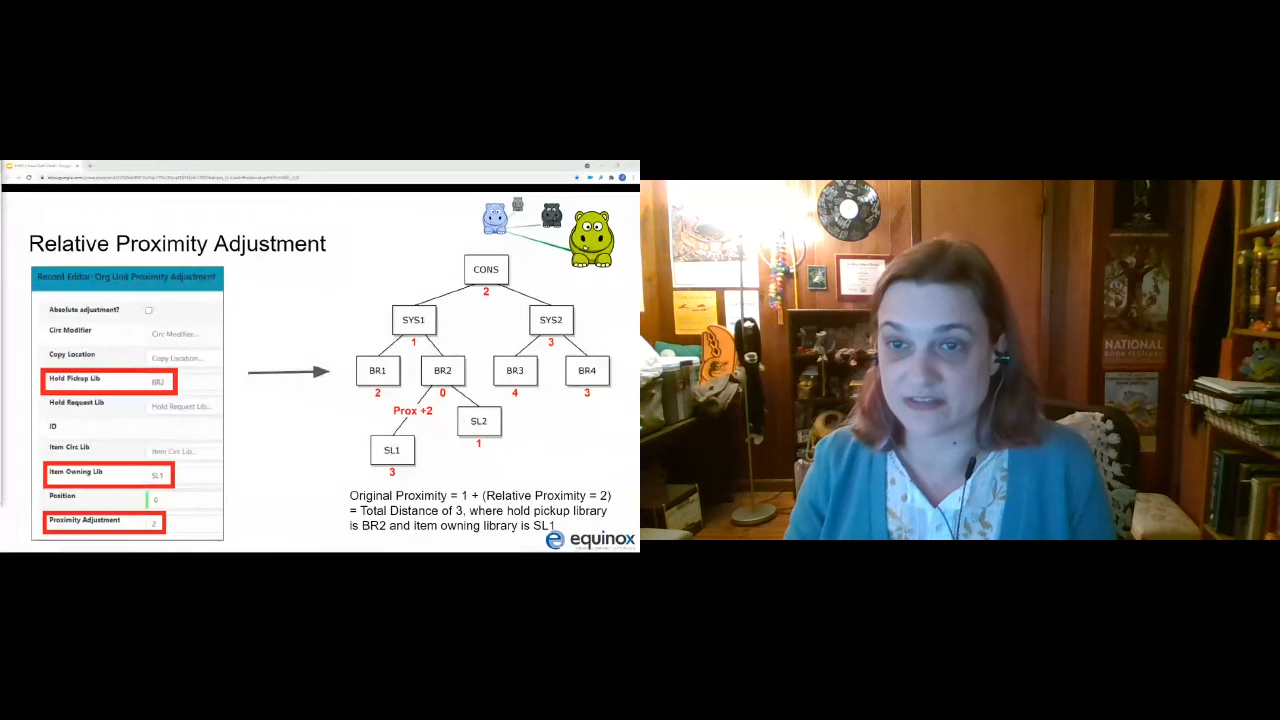 Relative Proximity Adjustment
Record Editor: Org Unit Proximity Adjustment
Absolute adjustment?
Circ Modifier
Circ Modifier...
Copy Location
Copy Location...
Hold Pickup Lib
BR2
Hold Request Lib
Hold Request Lib...
ID
Item Circ Lib
Item Circ Lib...
Item Owning Lib
SL1
Position
0
Proximity Adjustment
2
CONS
2
SYS1
SYS2
1
3
BR1
BR2
BR3
BR4
2
0
4
3
Prox +2
SL2
1
SL1
3
Original Proximity = 1 + (Relative Proximity = 2)
= Total Distance of 3, where hold pickup library
is BR2 and item owning library is SL1
equinox
NATIONAL